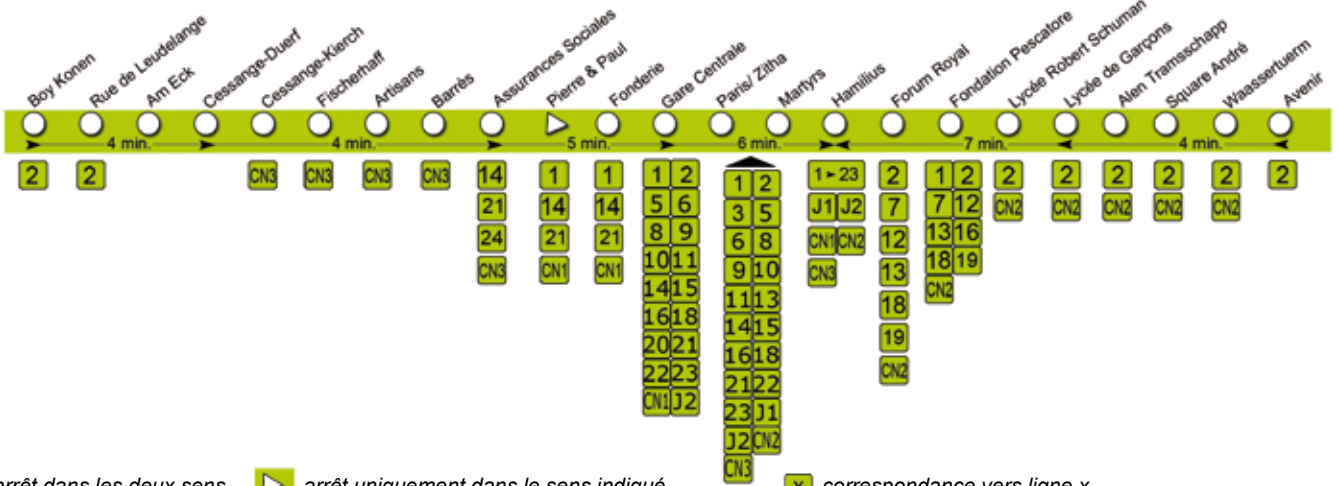 Boy Konen
Rue de Leudelange
Am Eck
Cessange-Duerf
Cessange-Kierch
Fischerhaff
Artisans
Barrès
Assurances Sociales
Pierre & Paul
Fonderie
Gare Centrale
Paris/ Zitha
Martyrs
Hamilius
Forum Royal
Fondation Pescatore
Lycée Robert Schuman
Lycée de Garçons
Alen Tramsschapp
Square André
Waassertuerm
Avenir
4 min. 4 min. 5 min. 6 min. 7 min. 4 min.
2
2
CN3
CN3
CN3
CN3
14
21
24
CN3
1
14
21
CN1
1
14
21
CN1
1 2
5 6
8 9
10 11
14 15
16 18
20 21
22 23
CN1 J2
1 2
3 5
6 8
9 10
11 13
14 15
16 18
21 22
23 J1
J2 CN2
CN3
1 ► 23
J1 J2
CN1 CN2
CN3
2
7
12
13
18
19
CN2
1 2
7 12
13 16
18 19
CN2
2
CN2
2
CN2
2
CN2
2
CN2
2
CN2
2
arrêt dans les deux sens arrêt uniquement dans le sens indiqué x correspondance vers ligne x